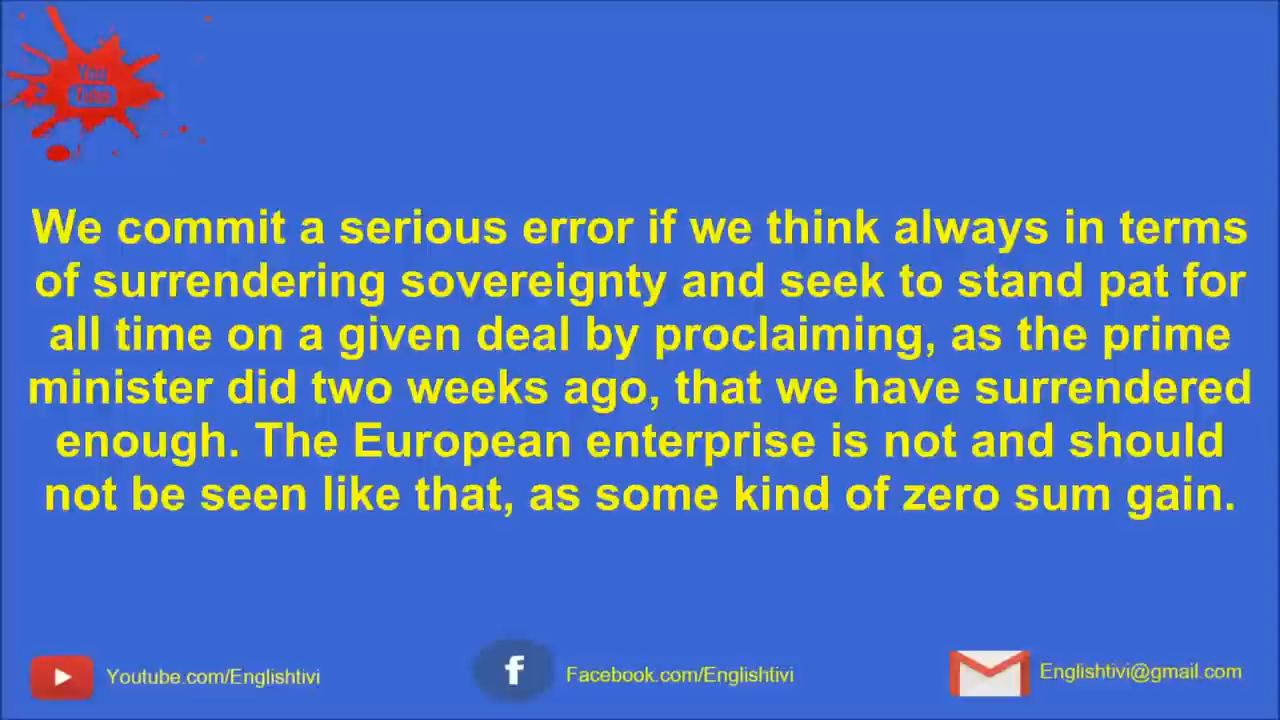 You
Tube
We commit a serious error if we think always in terms
of surrendering sovereignty and seek to stand pat for
all time on a given deal by proclaiming, as the prime
minister did two weeks ago, that we have surrendered
enough. The European enterprise is not and should
not be seen like that, as some kind of zero sum gain.
Youtube.com/Englishtivi
f
Facebook.com/Englishtivi
Englishtivi@gmail.com